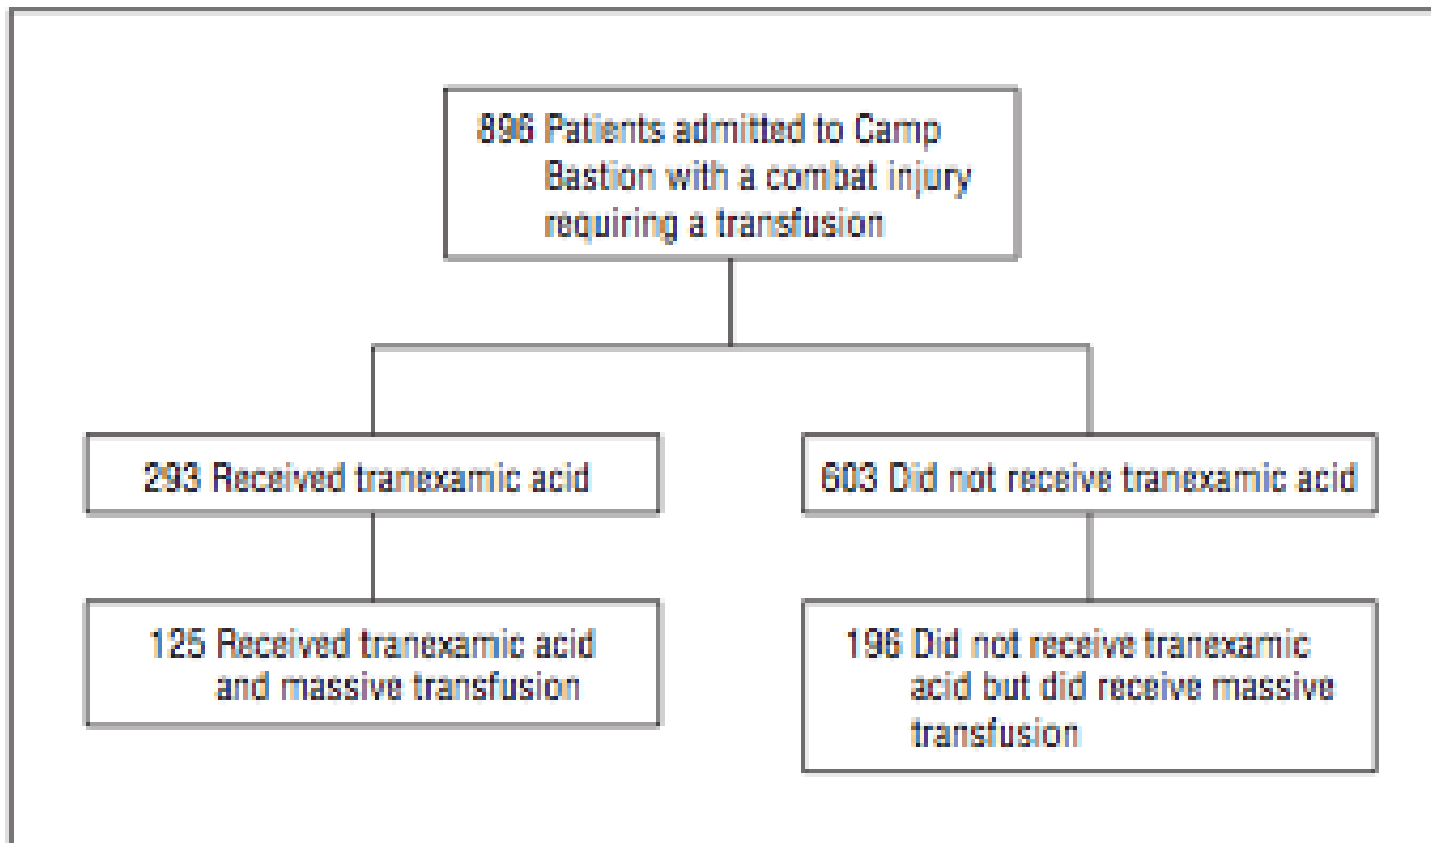 896 Patients admitted to Camp
Bastion with a combat injury
requiring a transfusion
293 Received tranexamic acid
603 Did not receive tranexamic acid
125 Received tranexamic acid
and massive transfusion
196 Did not receive tranexamic
acid but did receive massive
transfusion